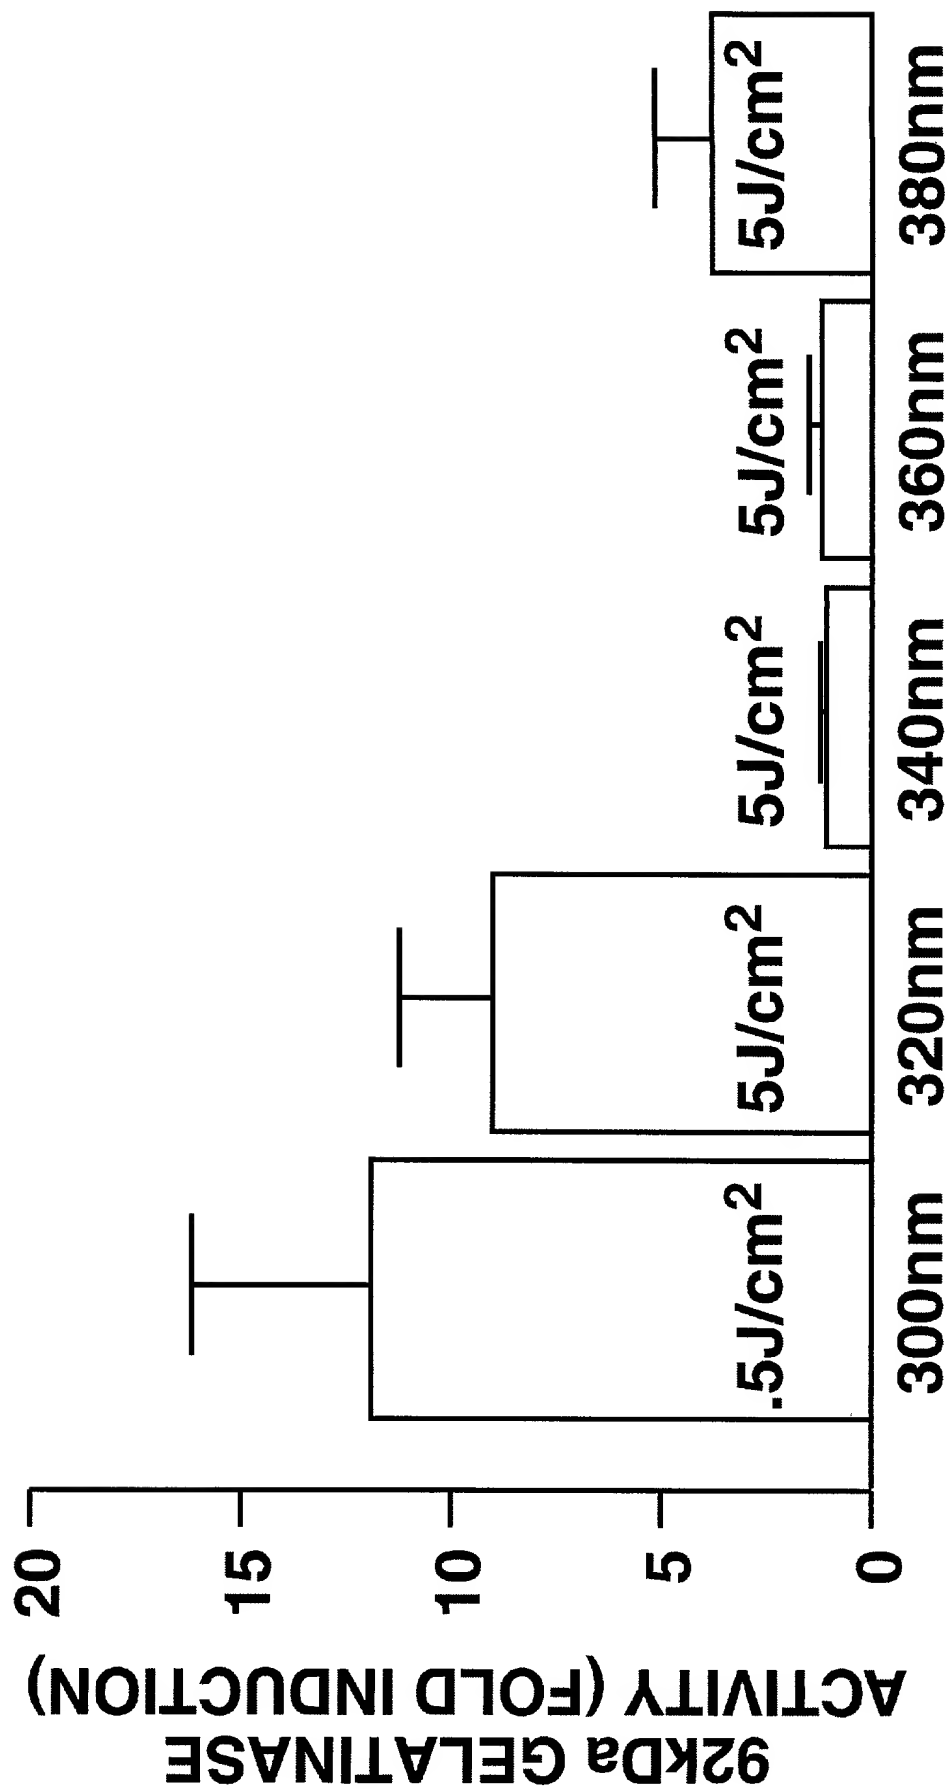 92kDa GELATINASE
ACTIVITY (FOLD INDUCTION)
20
15
10
5
0
.5J/cm²
5J/cm²
5J/cm²
5J/cm²
5J/cm²
300nm
320nm
340nm
360nm
380nm